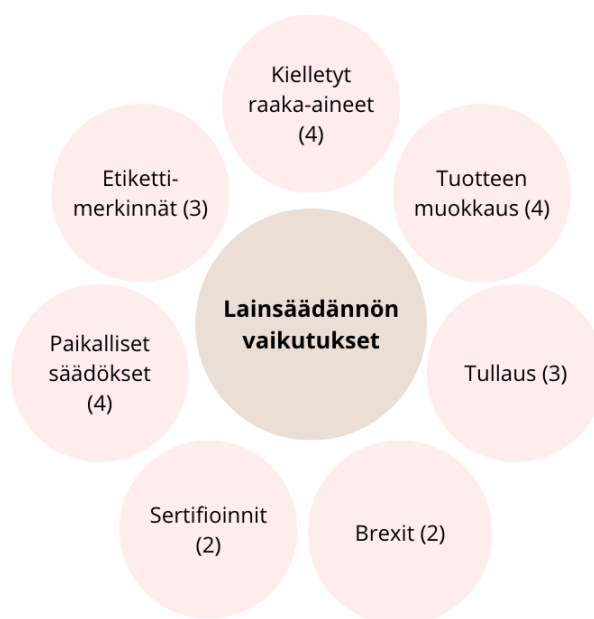 Kielletyt
raaka-aineet
(4)
Etiketti-
merkinnät (3)
Tuotteen
muokkaus (4)
Lainsäädännön
vaikutukset
Paikalliset
säädökset
(4)
Tullaus (3)
Sertifioinnit
(2)
Brexit (2)